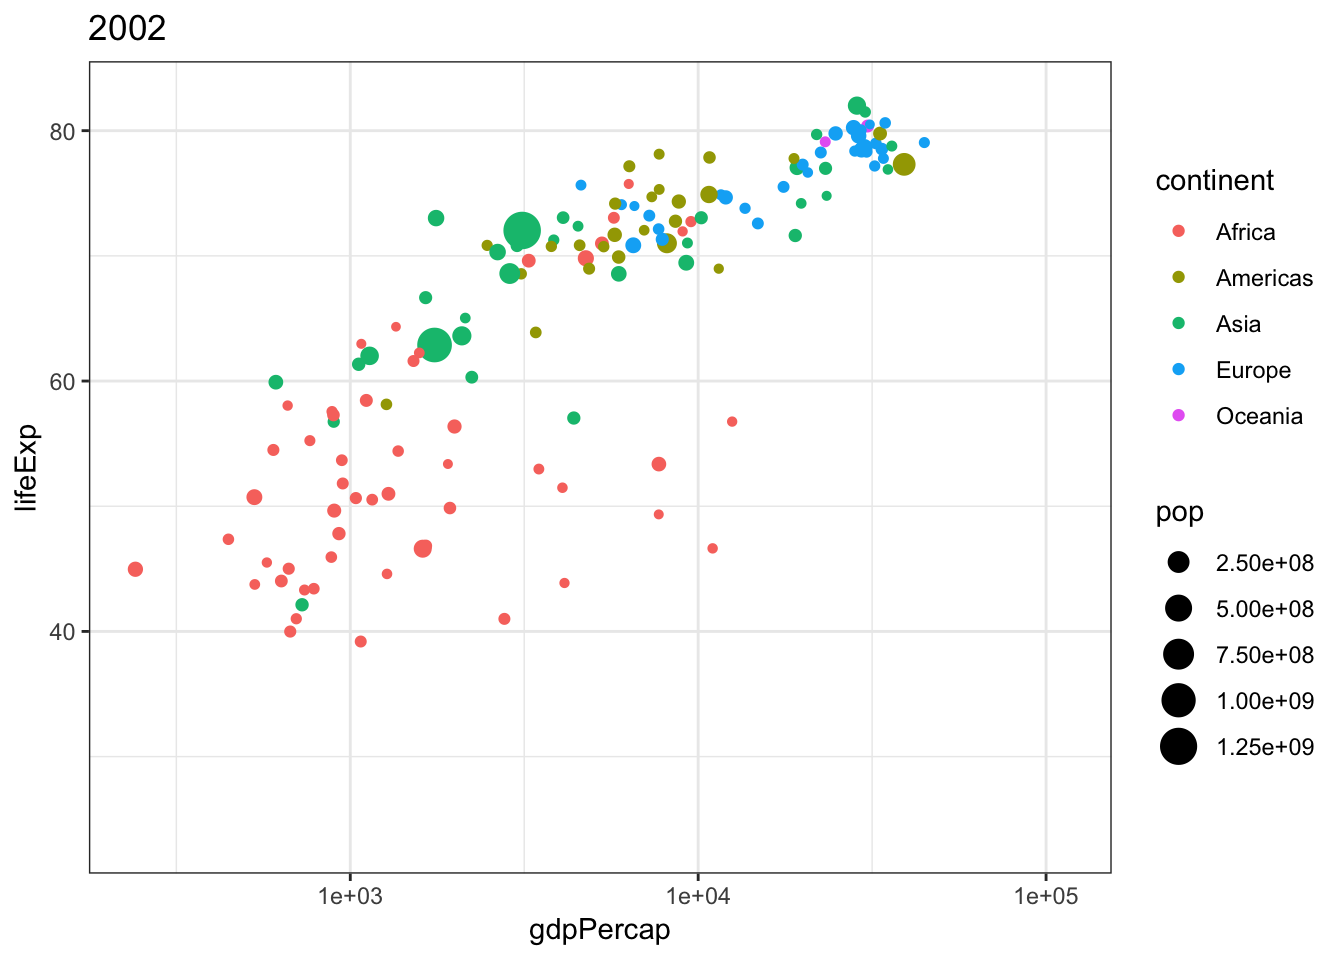 2002
80
60
40
lifeExp
1e+03
1e+04
1e+05
gdpPercap
continent
Africa
Americas
Asia
Europe
Oceania
pop
2.50e+08
5.00e+08
7.50e+08
1.00e+09
1.25e+09